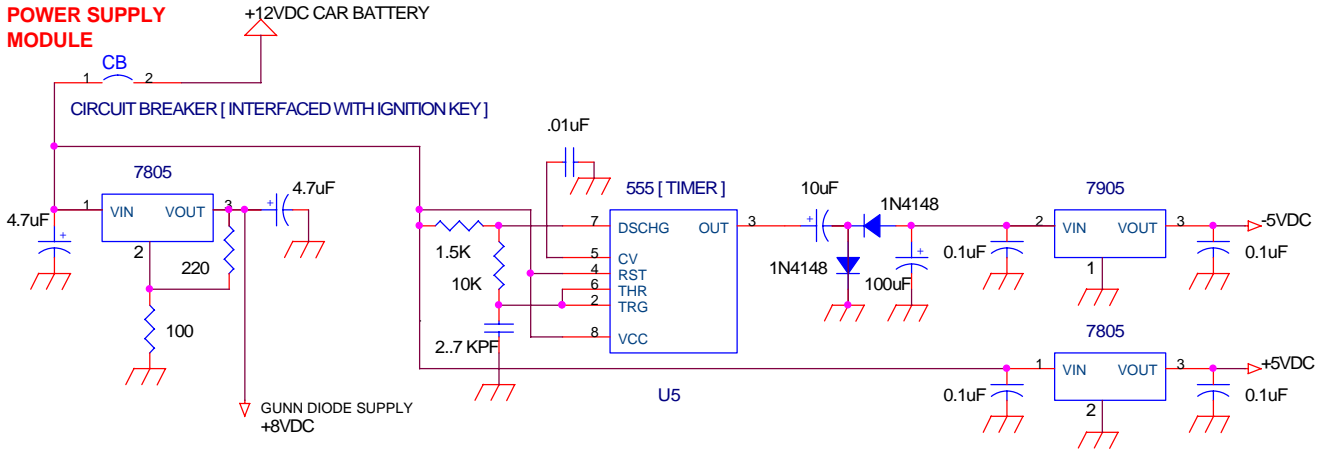 POWER SUPPLY
MODULE
+12VDC CAR BATTERY
CB
1 2
CIRCUIT BREAKER [ INTERFACED WITH IGNITION KEY ]
.01uF
7805
4.7uF
4.7uF
1 VIN VOUT 3
2
220
100
GUNN DIODE SUPPLY
+8VDC
1.5K
10K
2..7 KPF
555 [ TIMER ]
7 DSCHG OUT 3
5 CV
4 RST
6 THR
2 TRG
8 VCC
U5
10uF
1N4148
1N4148
100uF
7905
2 VIN VOUT 3
1
0.1uF
0.1uF
-5VDC
7805
1 VIN VOUT 3
2
0.1uF
0.1uF
+5VDC